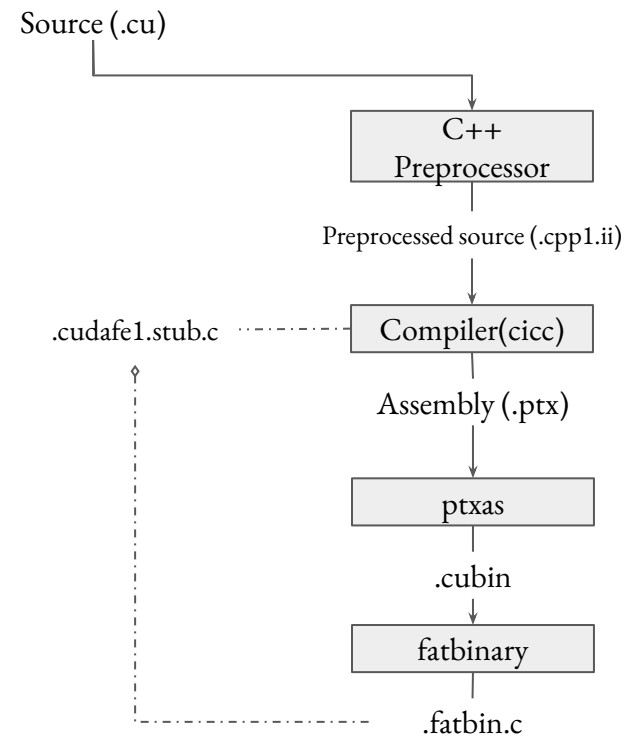 Source (.cu)
C++
Preprocessor
Preprocessed source (.cpp1.ii)
.cudafe1.stub.c
Compiler(cicc)
Assembly (.ptx)
ptxas
.cubin
fatbinary
.fatbin.c